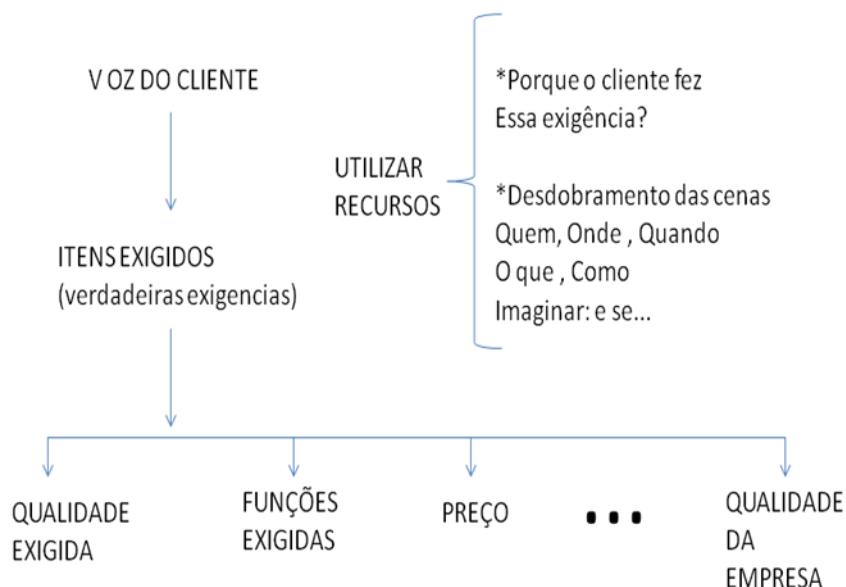 V OZ DO CLIENTE
ITENS EXIGIDOS
(verdadeiras exigencias)
UTILIZAR
RECURSOS
*Porque o cliente fez
Essa exigência?
*Desdobramento das cenas
Quem, Onde , Quando
O que , Como
Imaginar: e se...
QUALIDADE
EXIGIDA
FUNÇÕES
EXIGIDAS
PREÇO
...
QUALIDADE
DA
EMPRESA